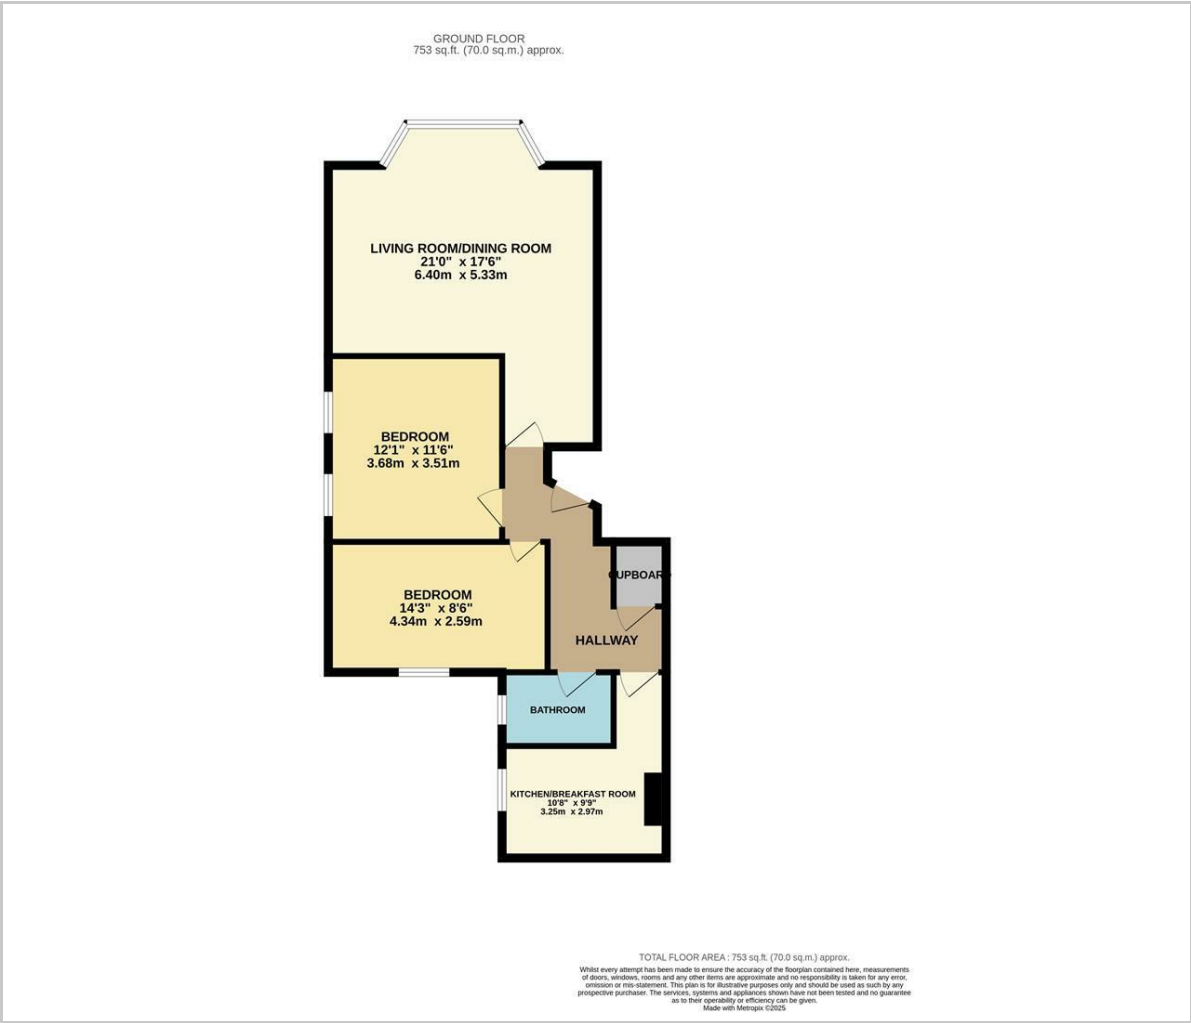 GROUND FLOOR
753 sq.ft. (70.0 sq.m.) approx.
LIVING ROOM/DINING ROOM
21'0" x 17'6"
6.40m x 5.33m
BEDROOM
12'1" x 11'6"
3.68m x 3.51m
BEDROOM
14'3" x 8'6"
4.34m x 2.59m
CUPBOARD
HALLWAY
BATHROOM
KITCHEN/BREAKFAST ROOM
10'8" x 9'9"
3.25m x 2.97m
TOTAL FLOOR AREA : 753 sq.ft. (70.0 sq.m.) approx.
Whilst every attempt has been made to ensure the accuracy of the floorplan contained here, measurements
of doors, windows, rooms and any other items are approximate and no responsibility is taken for any error,
omission or mis-statement. This plan is for illustrative purposes only and should be used as such by any
prospective purchaser. The services, systems and appliances shown have not been tested and no guarantee
as to their operability or efficiency can be given.
Made with Metropix ©2025